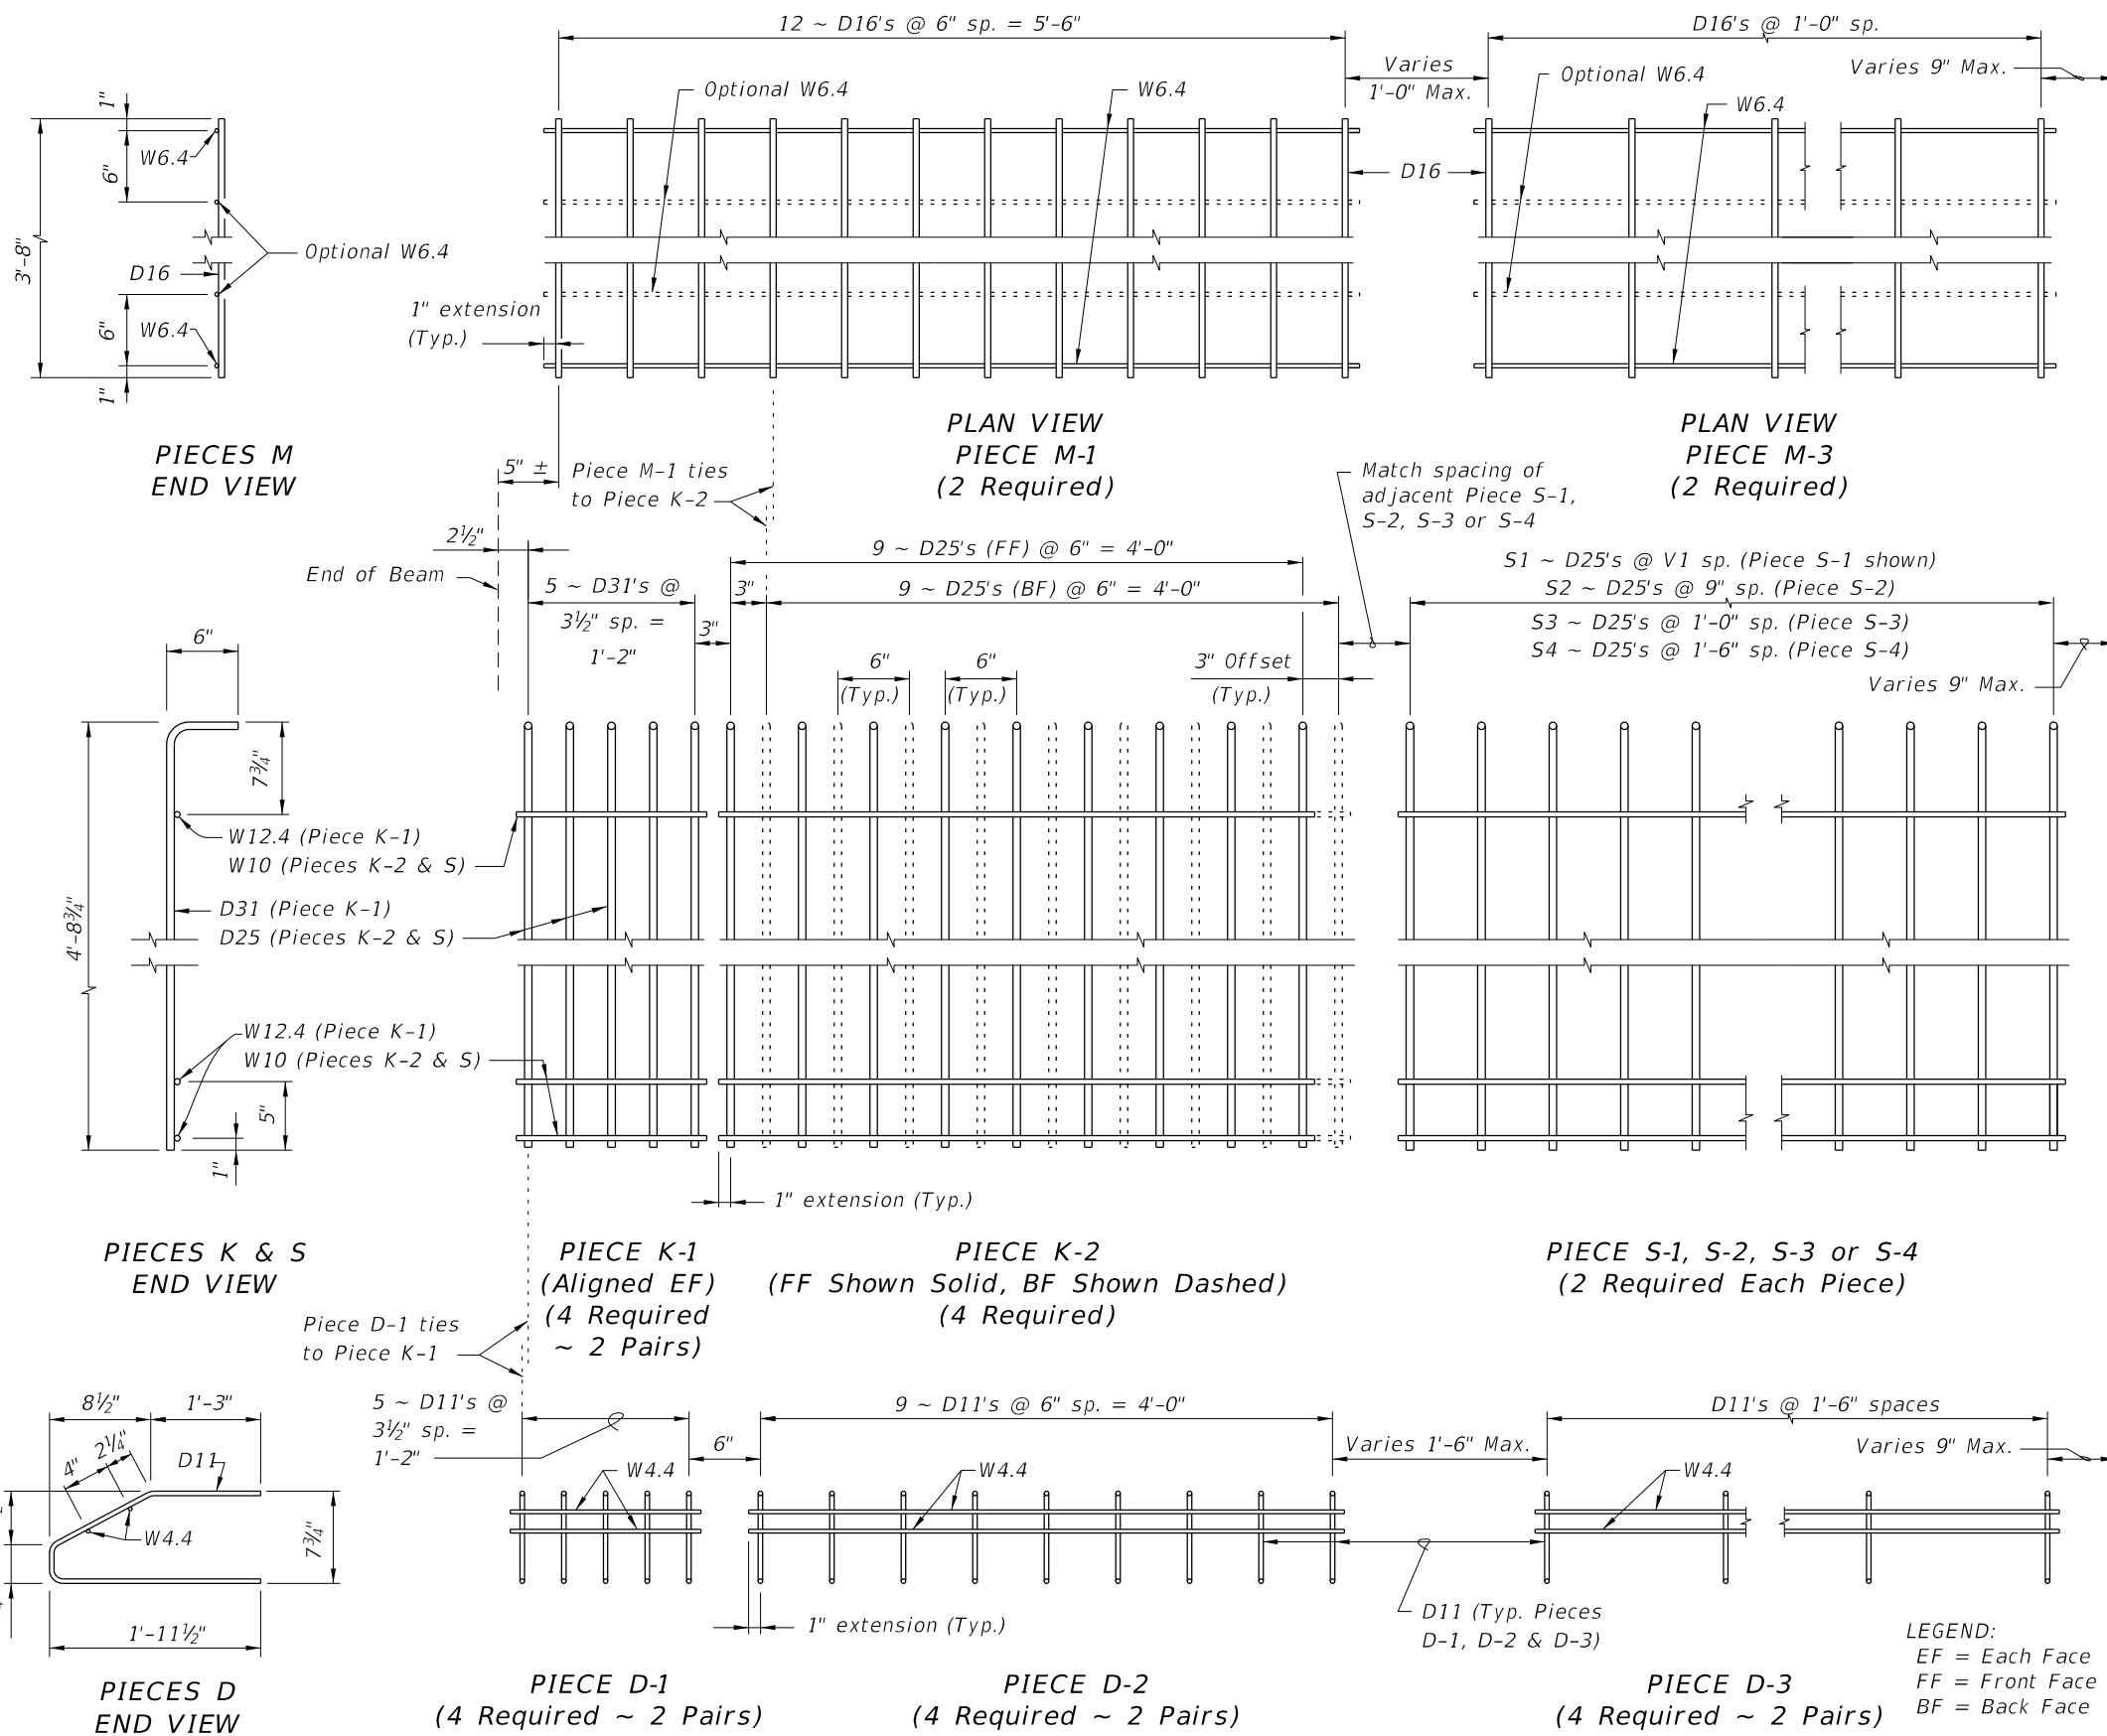 12 ~ D16's @ 6" sp. = 5'-6"
D16's @ 1'-0" sp.
Varies
1'-0" Max.
Varies 9" Max.
Optional W6.4
W6.4
Optional W6.4
W6.4
1"
W6.4
6"
D16
3'-8"
Optional W6.4
D16
6"
W6.4
1"
1" extension
(Typ.)
PIECES M
END VIEW
PLAN VIEW
PIECE M-1
(2 Required)
PLAN VIEW
PIECE M-3
(2 Required)
5" ±
Piece M-1 ties
to Piece K-2
Match spacing of
adjacent Piece S-1,
S-2, S-3 or S-4
2½"
End of Beam
9 ~ D25's (FF) @ 6" = 4'-0"
5 ~ D31's @
3½" sp. =
1'-2"
3"
9 ~ D25's (BF) @ 6" = 4'-0"
3"
S1 ~ D25's @ V1 sp. (Piece S-1 shown)
S2 ~ D25's @ 9" sp. (Piece S-2)
S3 ~ D25's @ 1'-0" sp. (Piece S-3)
S4 ~ D25's @ 1'-6" sp. (Piece S-4)
6"
6"
(Typ.)
6"
(Typ.)
3" Offset
(Typ.)
Varies 9" Max.
7¾"
W12.4 (Piece K-1)
W10 (Pieces K-2 & S)
4'-8¾"
D31 (Piece K-1)
D25 (Pieces K-2 & S)
W12.4 (Piece K-1)
W10 (Pieces K-2 & S)
5"
1"
1" extension (Typ.)
PIECES K & S
END VIEW
PIECE K-1
(Aligned EF)
(4 Required
~ 2 Pairs)
PIECE K-2
(FF Shown Solid, BF Shown Dashed)
(4 Required)
PIECE S-1, S-2, S-3 or S-4
(2 Required Each Piece)
Piece D-1 ties
to Piece K-1
8½"
1'-3"
4"
2¼"
D11
W4.4
7¾"
1'-11½"
5 ~ D11's @
3½" sp. =
1'-2"
6"
9 ~ D11's @ 6" sp. = 4'-0"
Varies 1'-6" Max.
D11's @ 1'-6" spaces
Varies 9" Max.
W4.4
W4.4
W4.4
1" extension (Typ.)
D11 (Typ. Pieces
D-1, D-2 & D-3)
PIECES D
END VIEW
PIECE D-1
(4 Required ~ 2 Pairs)
PIECE D-2
(4 Required ~ 2 Pairs)
PIECE D-3
(4 Required ~ 2 Pairs)
LEGEND:
EF = Each Face
FF = Front Face
BF = Back Face